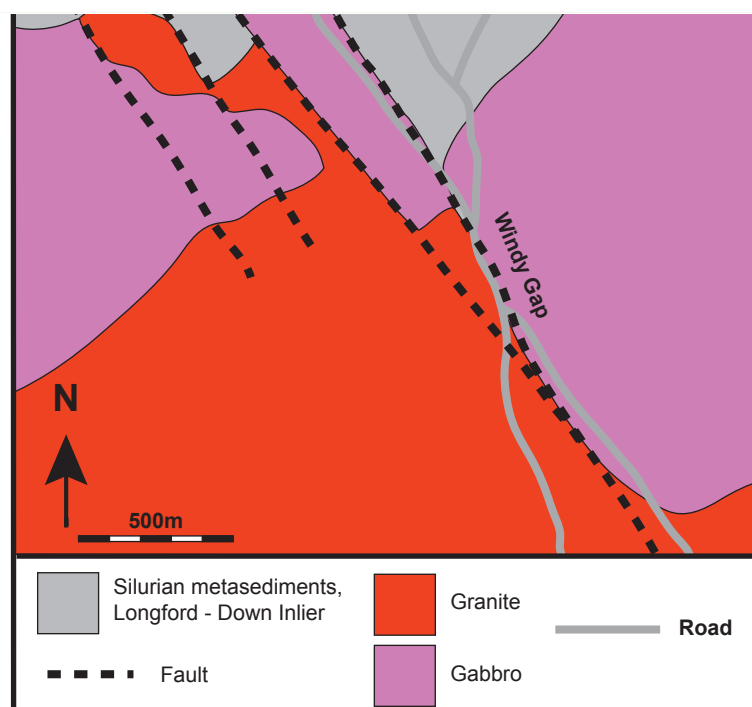 Windy Gap
N
500m
Silurian metasediments,
Longford - Down Inlier
Granite
Road
Fault
Gabbro